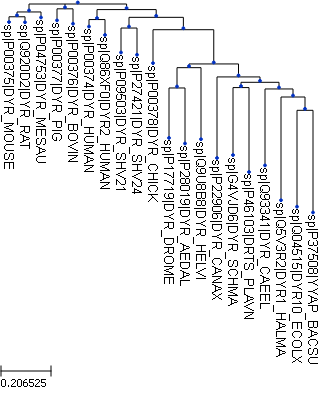 sp|P00375|DYR_MOUSE
sp|Q920D2|DYR_RAT
sp|P04753|DYR_MESAU
sp|P00377|DYR_PIG
sp|P00376|DYR_BOVIN
sp|P00374|DYR_HUMAN
sp|Q86XF0|DYR2_HUMAN
sp|P09503|DYR_SHV21
sp|P27421|DYR_SHV24
sp|P00378|DYR_CHICK
sp|P17719|DYR_DROME
sp|P28019|DYR_AEDAL
sp|Q9U8B8|DYR_HELVI
sp|P22906|DYR_CANAX
sp|G4VJD6|DYR_SCHMA
sp|P46103|DRTS_PLAVN
sp|Q93341|DYR_CAEEL
sp|Q5V3R2|DYR1_HALMA
sp|Q04515|DYR10_ECOLX
sp|P37508|YYAP_BACSU
0.206525